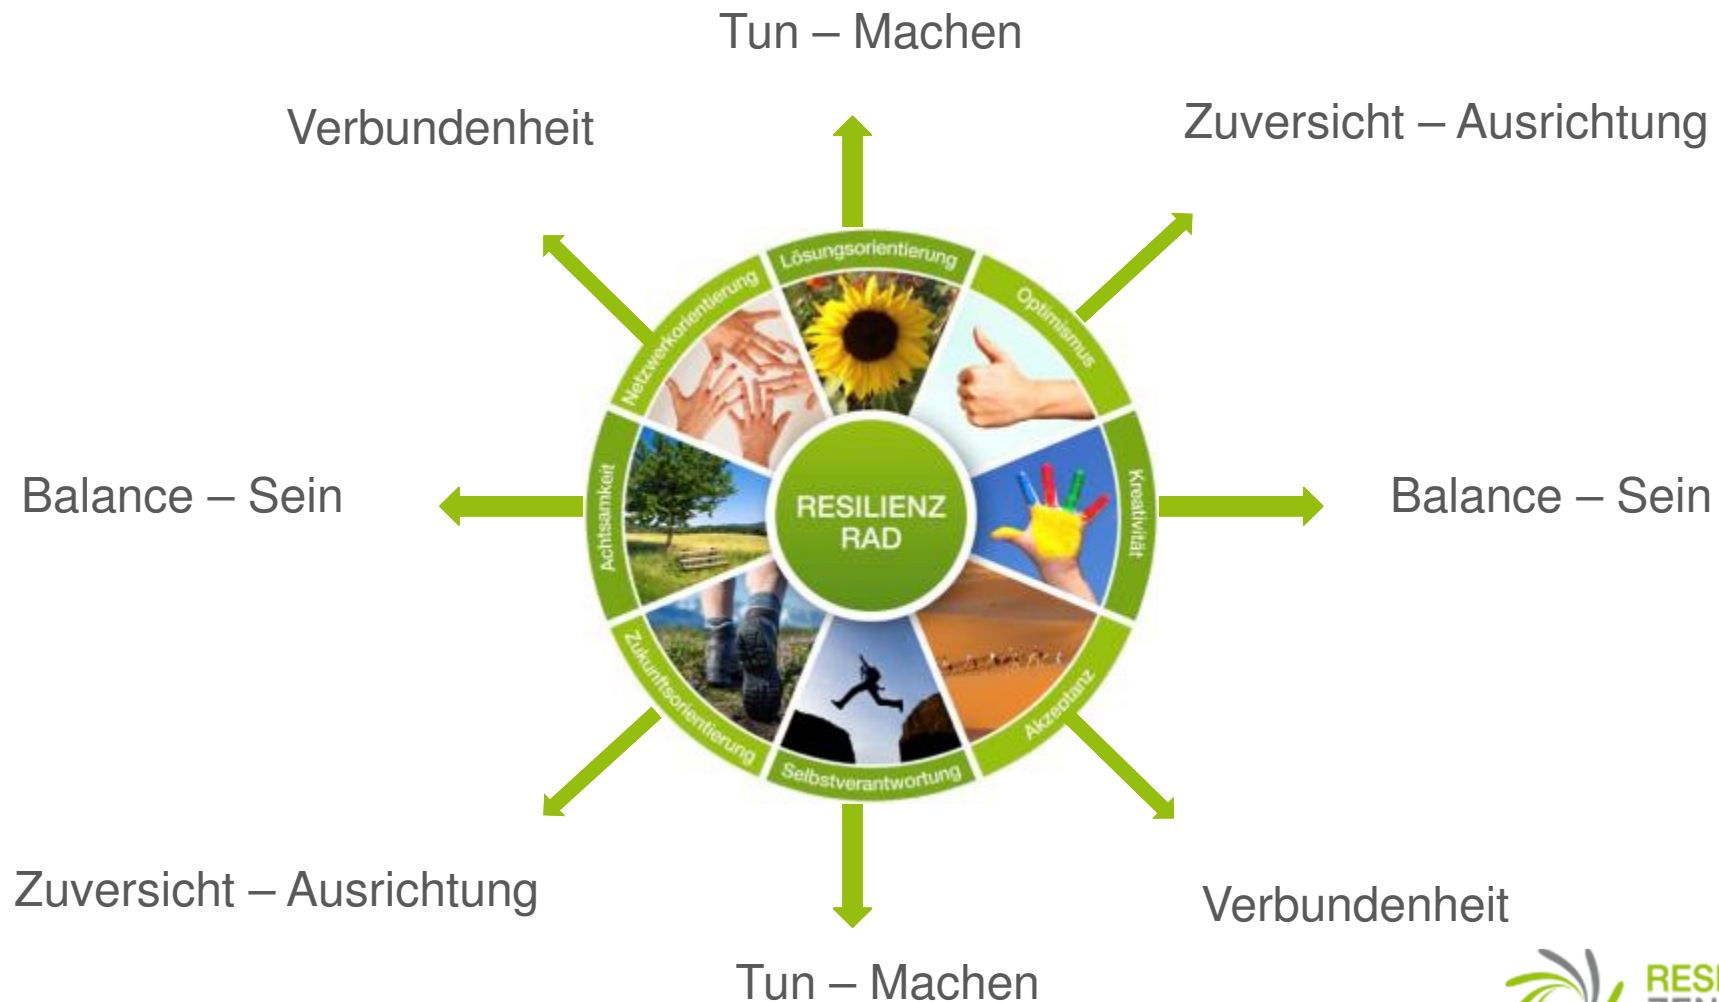 Tun – Machen
Verbundenheit
Zuversicht – Ausrichtung
Lösungsorientierung
Netzwerkorientierung
Optimismus
Achtsamkeit
Kreativität
RESILIENZ
RAD
Balance – Sein
Balance – Sein
Zukunftsorientierung
Akzeptanz
Selbstverantwortung
Zuversicht – Ausrichtung
Verbundenheit
Tun – Machen